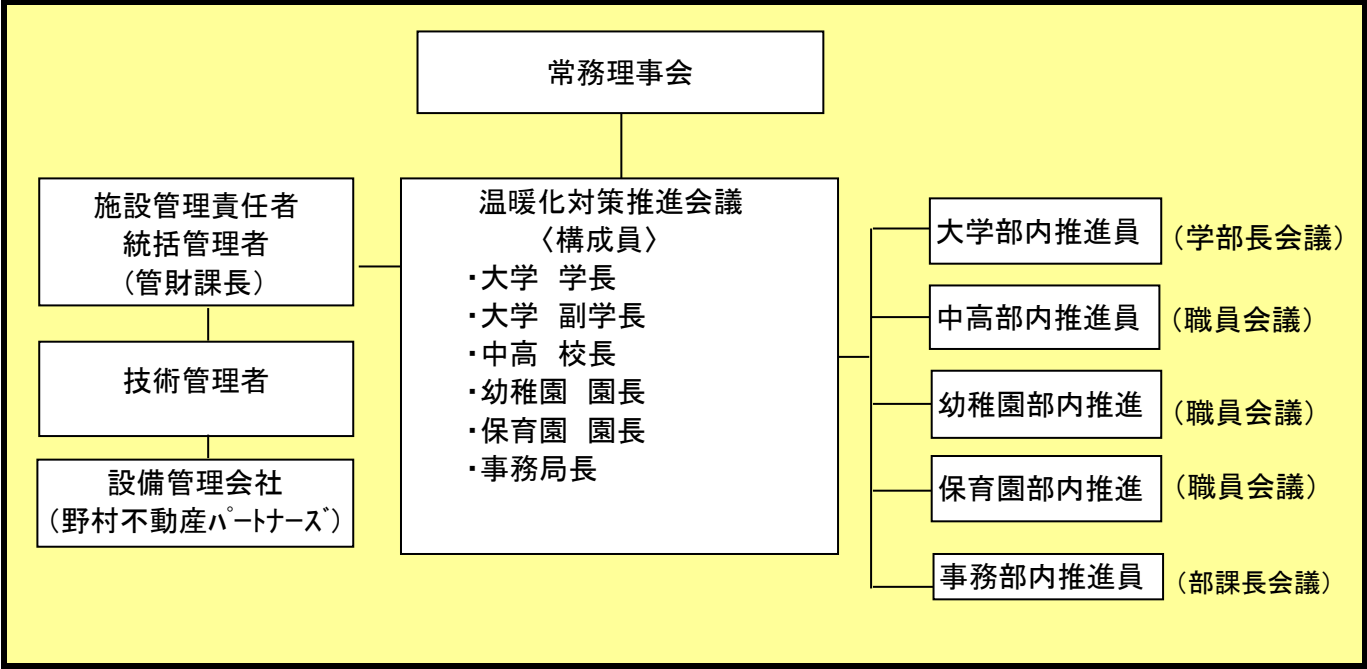 常務理事会
施設管理責任者
統括管理者
(管財課長)
技術管理者
設備管理会社
(野村不動産ﾊﾟｰﾄﾅｰｽﾞ)
温暖化対策推進会議
〈構成員〉
・大学　学長
・大学　副学長
・中高　校長
・幼稚園　園長
・保育園　園長
・事務局長
大学部内推進員 (学部長会議)
中高部内推進員 (職員会議)
幼稚園部内推進 (職員会議)
保育園部内推進 (職員会議)
事務部内推進員 (部課長会議)